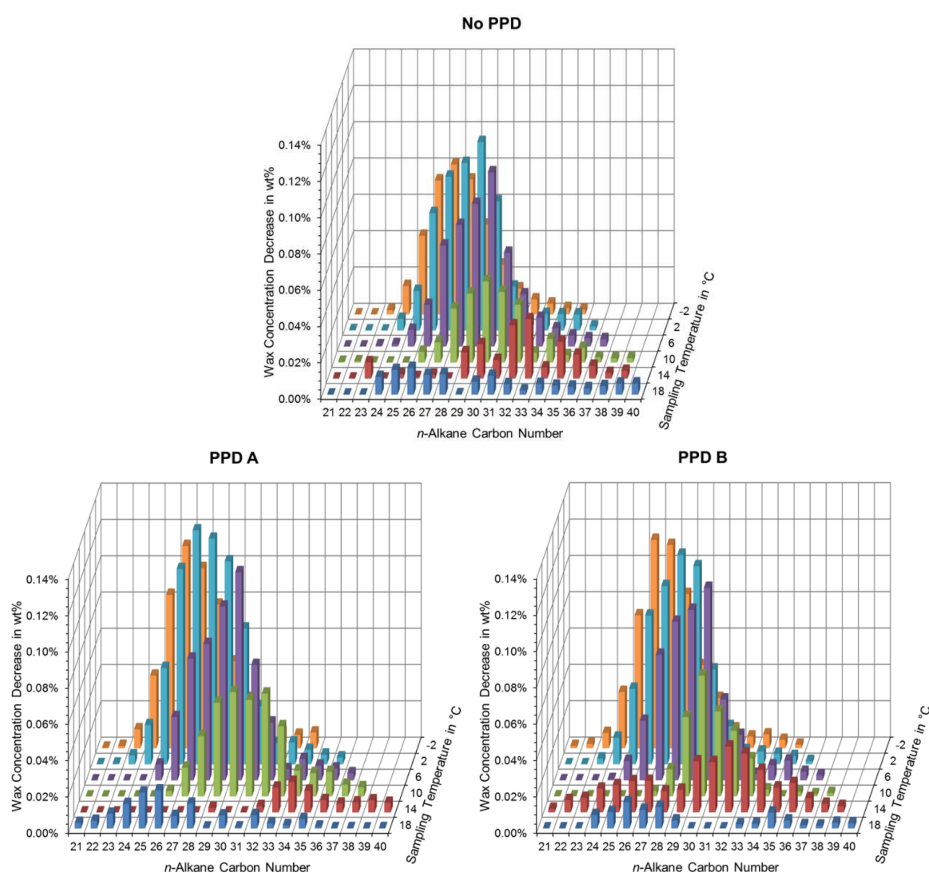 No PPD
Wax Concentration Decrease in wt%
0.14%
0.12%
0.10%
0.08%
0.06%
0.04%
0.02%
0.00%
21 22 23 24 25 26 27 28 29 30 31 32 33 34 35 36 37 38 39 40
n-Alkane Carbon Number
-2
2
6
10
14
18
Sampling Temperature in °C
PPD A
Wax Concentration Decrease in wt%
0.14%
0.12%
0.10%
0.08%
0.06%
0.04%
0.02%
0.00%
21 22 23 24 25 26 27 28 29 30 31 32 33 34 35 36 37 38 39 40
n-Alkane Carbon Number
-2
2
6
10
14
18
Sampling Temperature in °C
PPD B
Wax Concentration Decrease in wt%
0.14%
0.12%
0.10%
0.08%
0.06%
0.04%
0.02%
0.00%
21 22 23 24 25 26 27 28 29 30 31 32 33 34 35 36 37 38 39 40
n-Alkane Carbon Number
-2
2
6
10
14
18
Sampling Temperature in °C